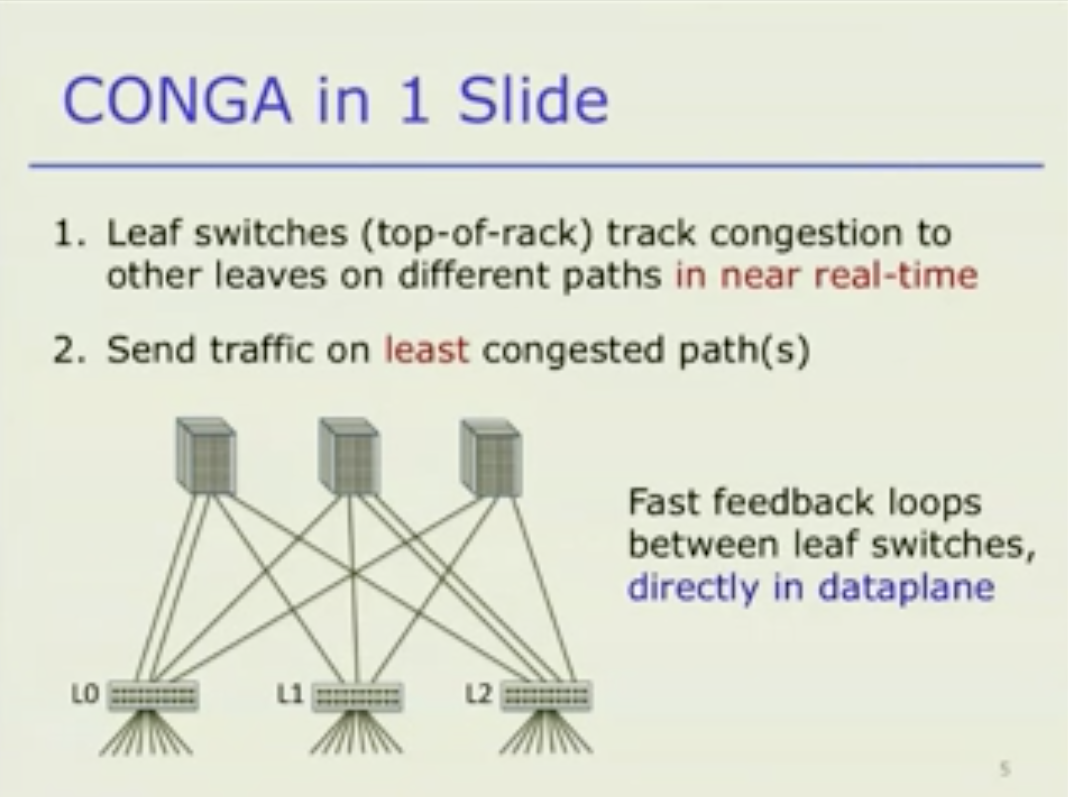 CONGA in 1 Slide
1. Leaf switches (top-of-rack) track congestion to
other leaves on different paths in near real-time
2. Send traffic on least congested path(s)
Fast feedback loops
between leaf switches,
directly in dataplane
L0
L1
L2
5